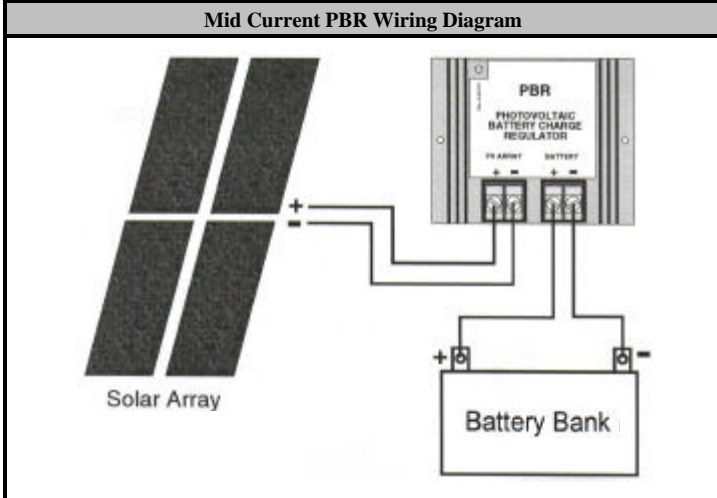 Mid Current PBR Wiring Diagram
PBR
PHOTOVOLTAIC
BATTERY CHARGE
REGULATOR
PV ARRAY BATTERY
+ - + -
+
-
+ -
Solar Array
Battery Bank